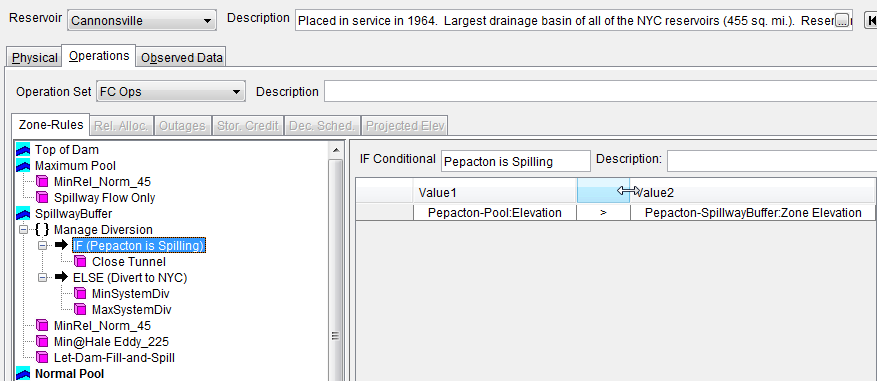 Reservoir Cannonsville Description Placed in service in 1964. Largest drainage basin of all of the NYC reservoirs (455 sq. mi.). ...
Physical Operations Observed Data
Operation Set FC Ops Description
Zone-Rules Rel. Alloc. Outages Stor. Credit Dec. Sched. Projected Elev
Top of Dam
Maximum Pool
MinRel_Norm_45
Spillway Flow Only
SpillwayBuffer
{ } Manage Diversion
IF (Pepacton is Spilling)
Close Tunnel
ELSE (Divert to NYC)
MinSystemDiv
MaxSystemDiv
MinRel_Norm_45
Min@Hale Eddy_225
Let-Dam-Fill-and-Spill
Normal Pool
IF Conditional Pepacton is Spilling Description:
Value1 Value2
Pepacton-Pool:Elevation > Pepacton-SpillwayBuffer:Zone Elevation